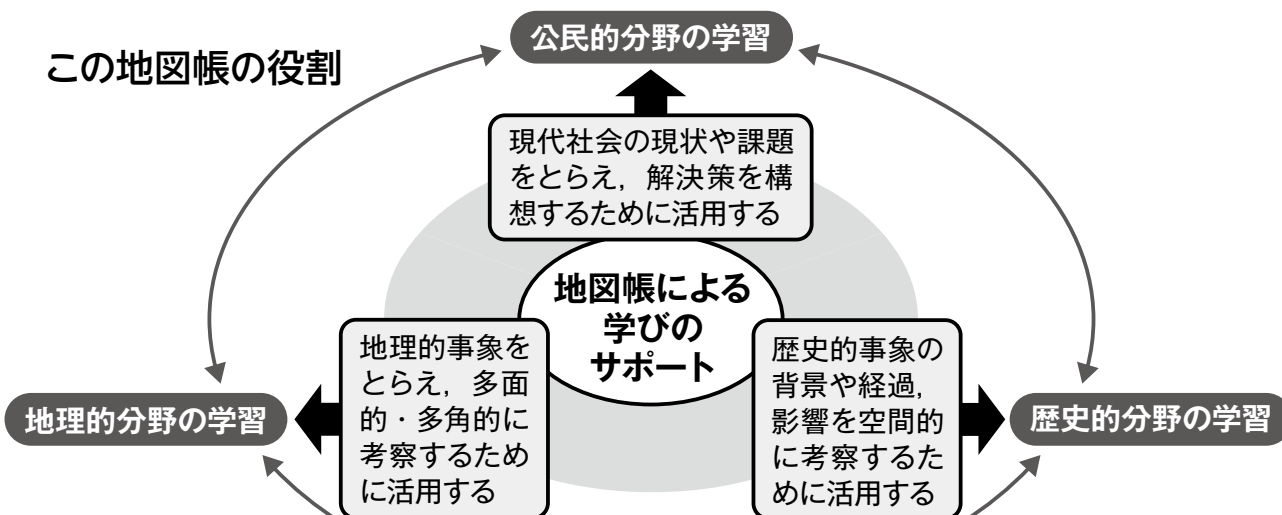 この地図帳の役割
公民的分野の学習
現代社会の現状や課題
をとらえ，解決策を構
想するために活用する
地図帳による
学びの
サポート
地理的事象を
とらえ，多面
的・多角的に
考察するため
に活用する
歴史的事象の
背景や経過，
影響を空間的
に考察するた
めに活用する
地理的分野の学習
歴史的分野の学習